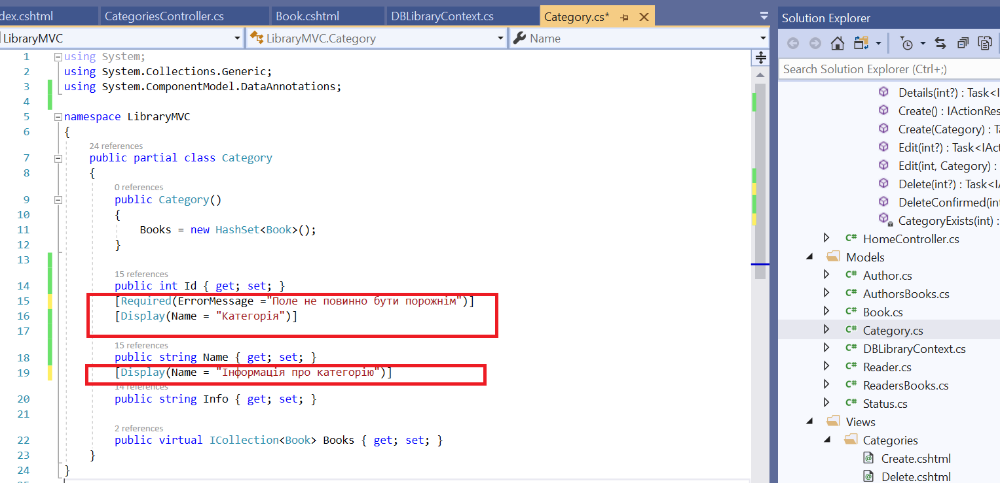 dex.cshtml
CategoriesController.cs
Book.cshtml
DBLibraryContext.cs
Category.cs*
LibraryMVC
LibraryMVC.Category
Name
1 using System;
2 using System.Collections.Generic;
3 using System.ComponentModel.DataAnnotations;
4
5 namespace LibraryMVC
6 {
24 references
7 public partial class Category
8 {
0 references
9 public Category()
10 {
11 Books = new HashSet<Book>();
12 }
13
15 references
14 public int Id { get; set; }
15 [Required(ErrorMessage ="Поле не повинно бути порожнім")]
16 [Display(Name = "Категорія")]
17
15 references
18 public string Name { get; set; }
19 [Display(Name = "Інформація про категорію")]
14 references
20 public string Info { get; set; }
21
2 references
22 public virtual ICollection<Book> Books { get; set; }
23 }
24 }
Solution Explorer
Search Solution Explorer (Ctrl+;)
Details(int?) : Task<I
Create() : IActionRes
Create(Category) : Ta
Edit(int?) : Task<IAct
Edit(int, Category) :
Delete(int?) : Task<IA
DeleteConfirmed(int
CategoryExists(int) :
C# HomeController.cs
Models
C# Author.cs
C# AuthorsBooks.cs
C# Book.cs
C# Category.cs
C# DBLibraryContext.cs
C# Reader.cs
C# ReadersBooks.cs
C# Status.cs
Views
Categories
Create.cshtml
Delete.cshtml